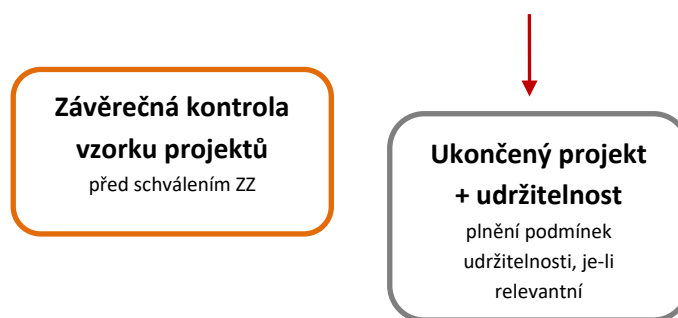 Závěrečná kontrola
vzorku projektů
před schválením ZZ
Ukončený projekt
+ udržitelnost
plnění podmínek
udržitelnosti, je-li
relevantní